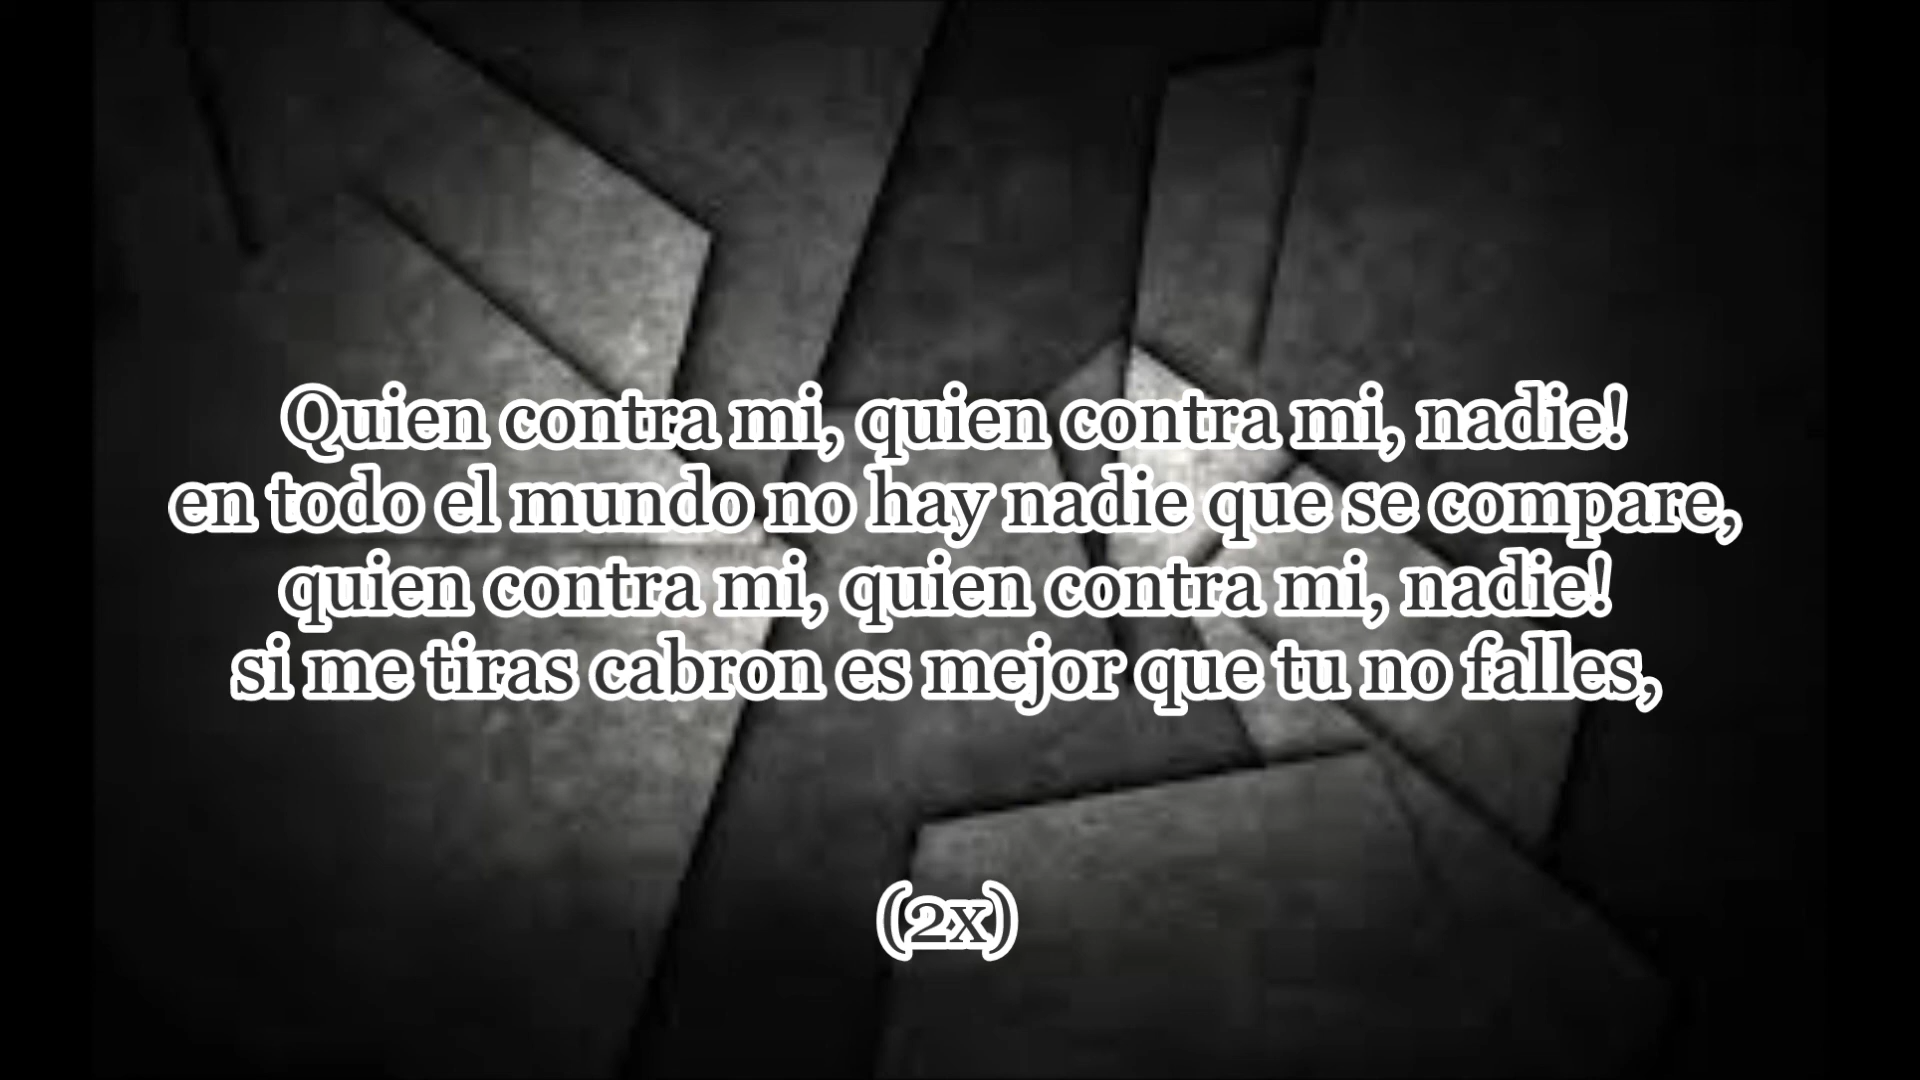 Quien contra mi, quien contra mi, nadie!
en todo el mundo no hay nadie que se compare,
quien contra mi, quien contra mi, nadie!
si me tiras cabron es mejor que tu no falles,
(2x)